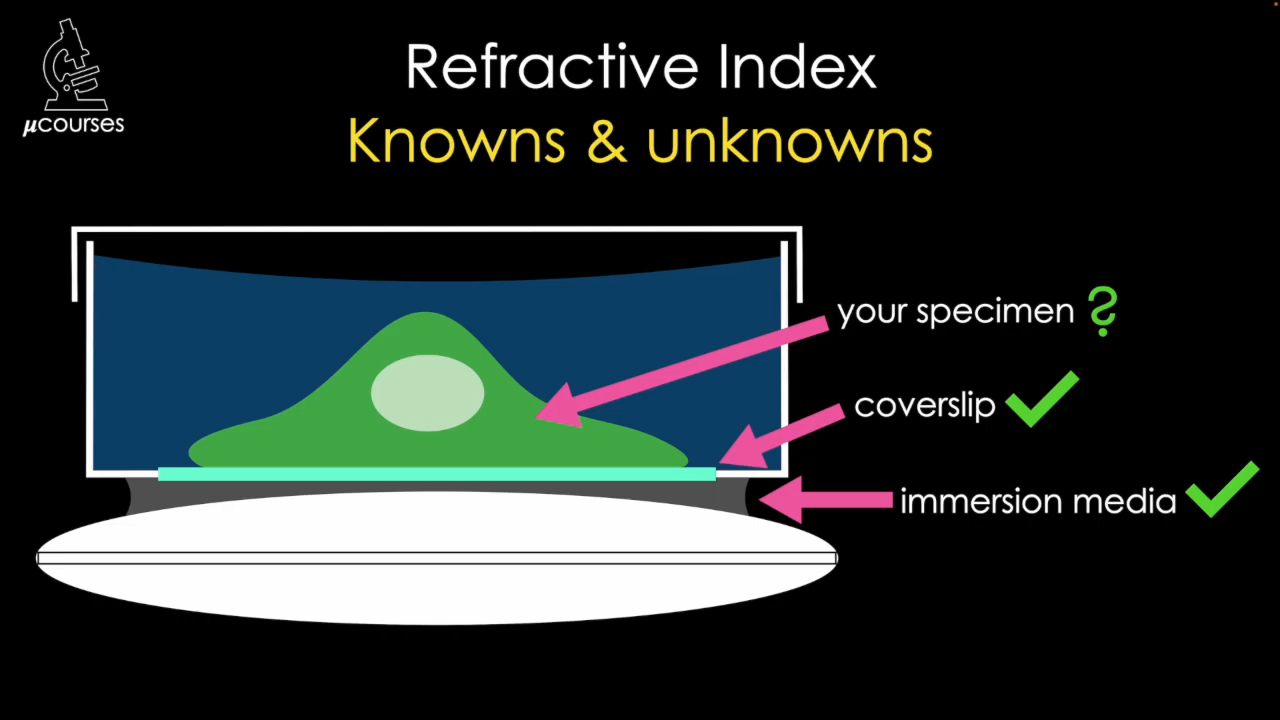 Refractive Index
Knowns & unknowns
µcourses
your specimen ?
coverslip
immersion media